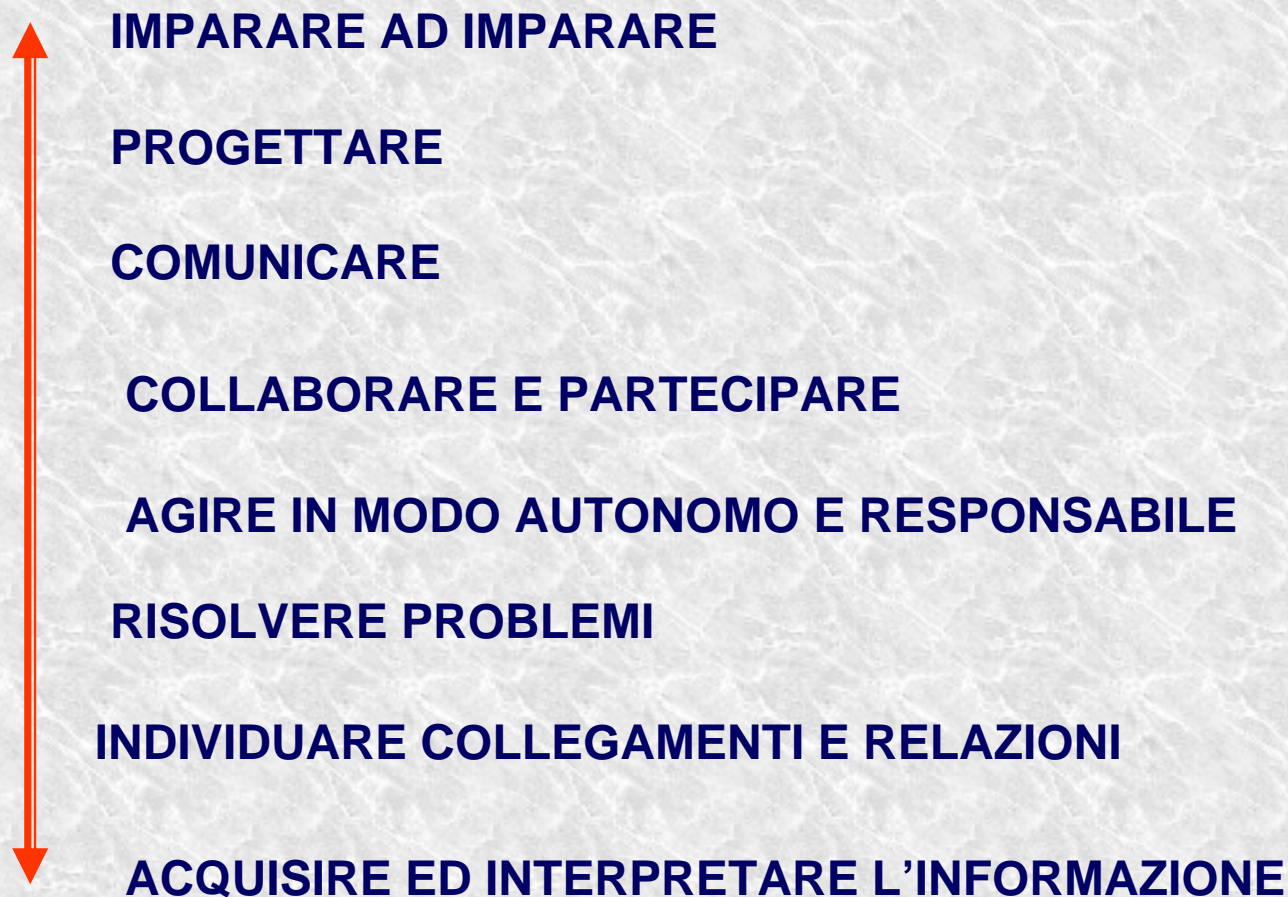 IMPARARE AD IMPARARE
PROGETTARE
COMUNICARE
COLLABORARE E PARTECIPARE
AGIRE IN MODO AUTONOMO E RESPONSABILE
RISOLVERE PROBLEMI
INDIVIDUARE COLLEGAMENTI E RELAZIONI
ACQUISIRE ED INTERPRETARE L’INFORMAZIONE